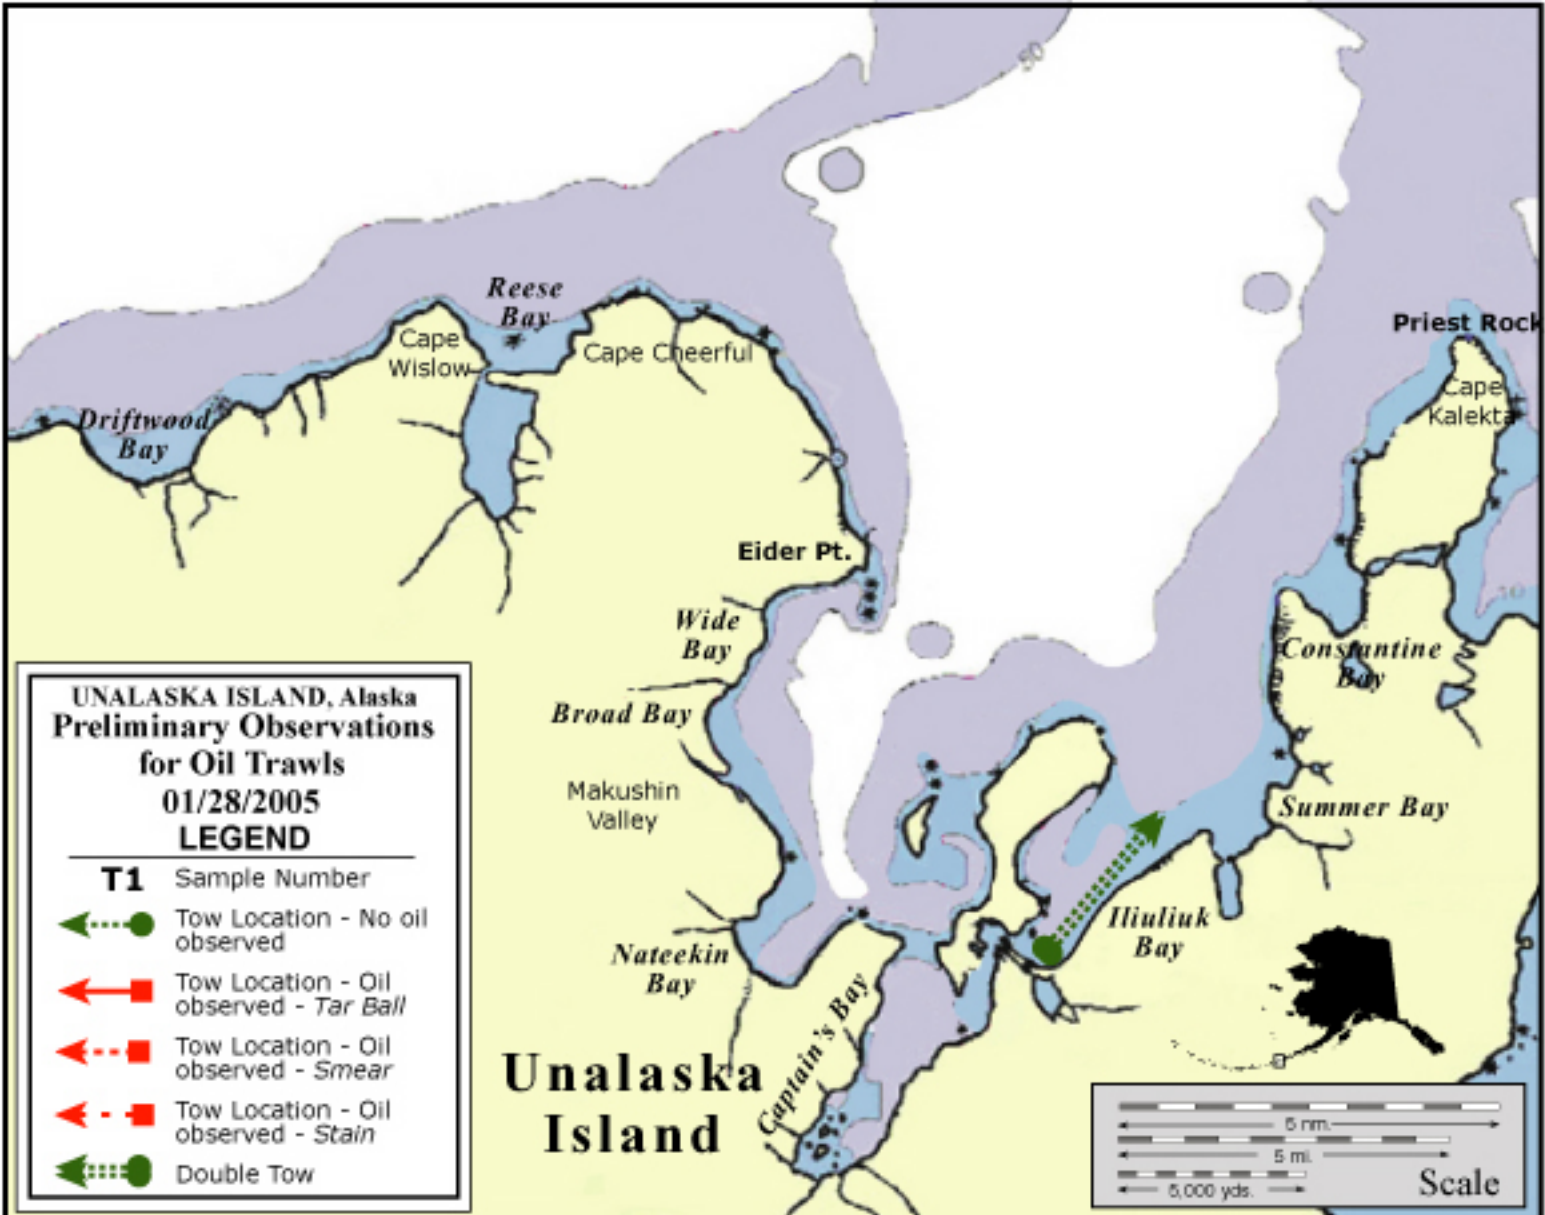 50
Reese
Bay
Priest Rock
Cape
Wislow
Cape Cheerful
Cape
Kalekta
Driftwood
Bay
Eider Pt.
Wide
Bay
Constantine
Bay
Broad Bay
Makushin
Valley
Summer Bay
Iliuliuk
Bay
Nateekin
Bay
Captain's Bay
Unalaska
Island
UNALASKA ISLAND, Alaska
Preliminary Observations
for Oil Trawls
01/28/2005
LEGEND
T1 Sample Number
Tow Location - No oil
observed
Tow Location - Oil
observed - Tar Ball
Tow Location - Oil
observed - Smear
Tow Location - Oil
observed - Stain
Double Tow
5 nm.
5 mi.
5,000 yds.
Scale